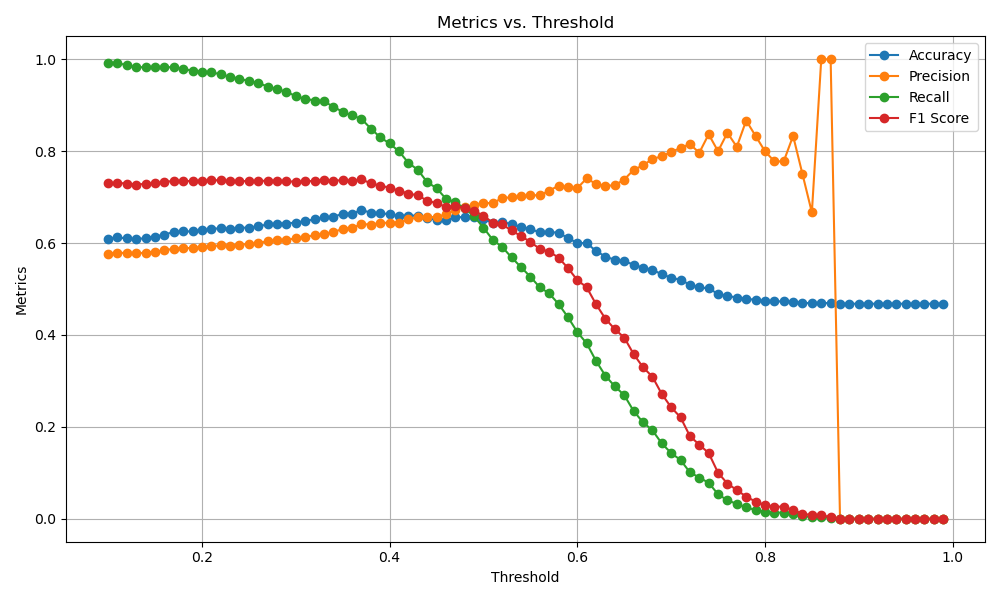 Metrics vs. Threshold
Accuracy
Precision
Recall
F1 Score
Metrics
1.0
0.8
0.6
0.4
0.2
0.0
0.2
0.4
0.6
0.8
1.0
Threshold